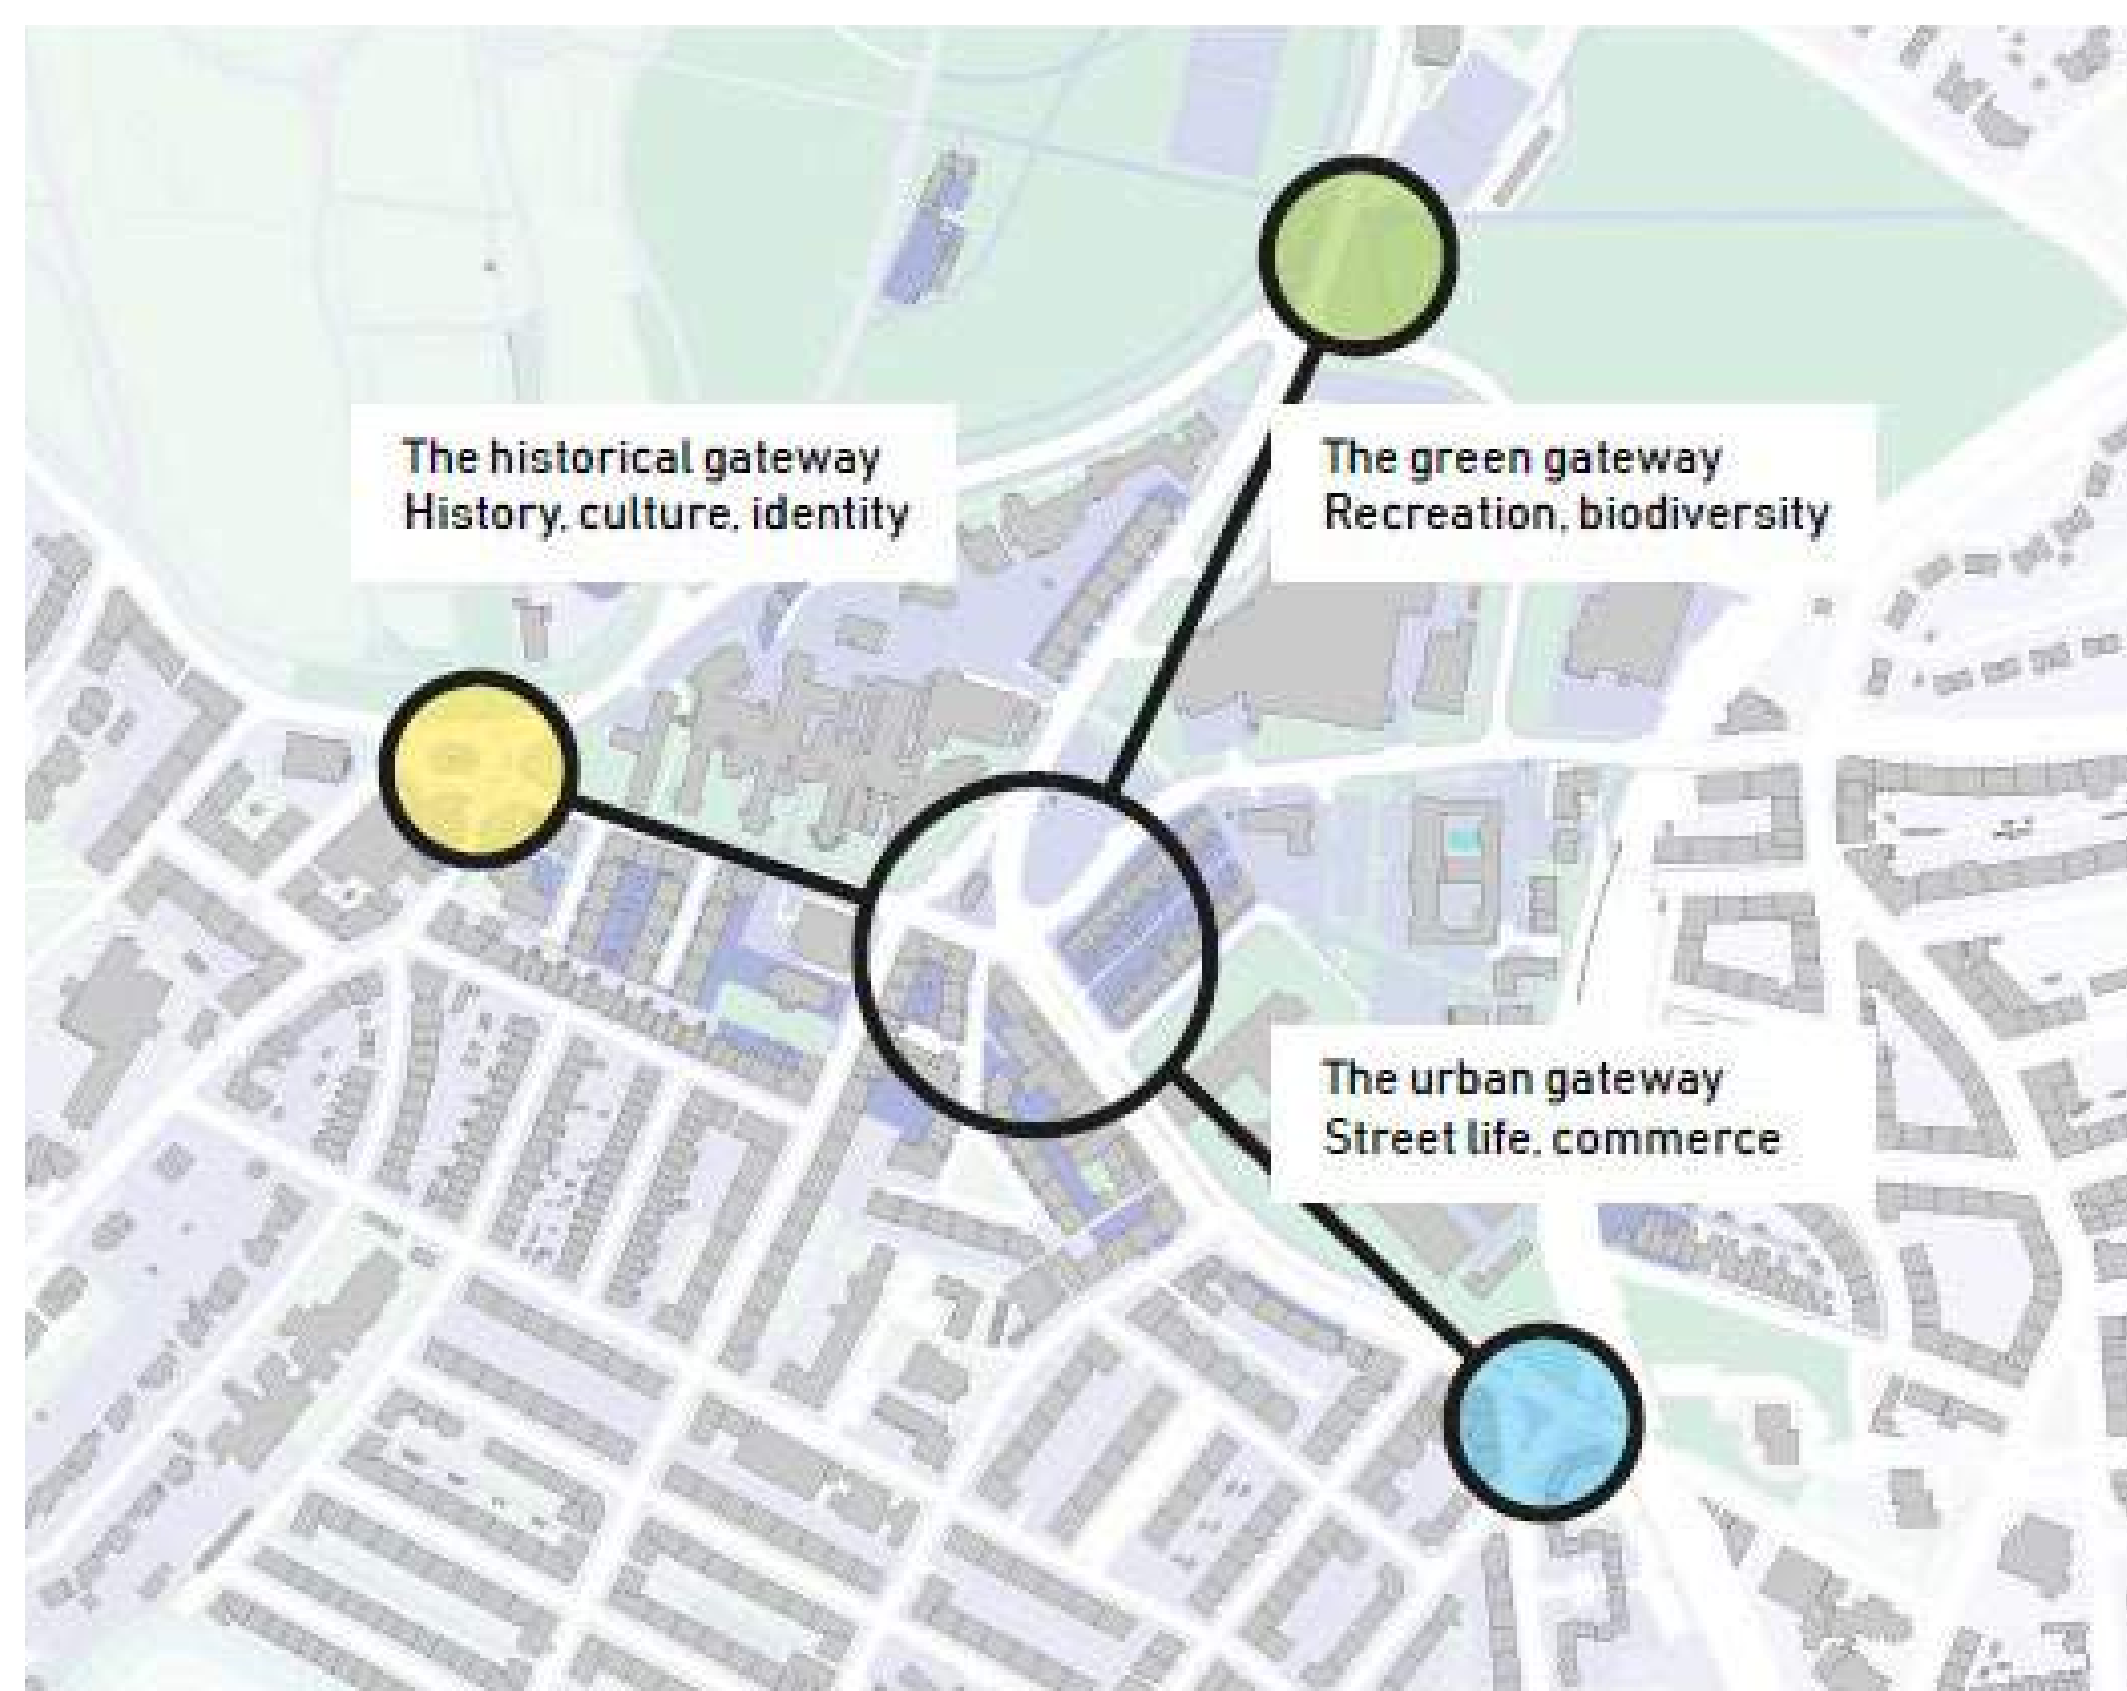 The historical gateway
History, culture, identity
The green gateway
Recreation, biodiversity
The urban gateway
Street life, commerce